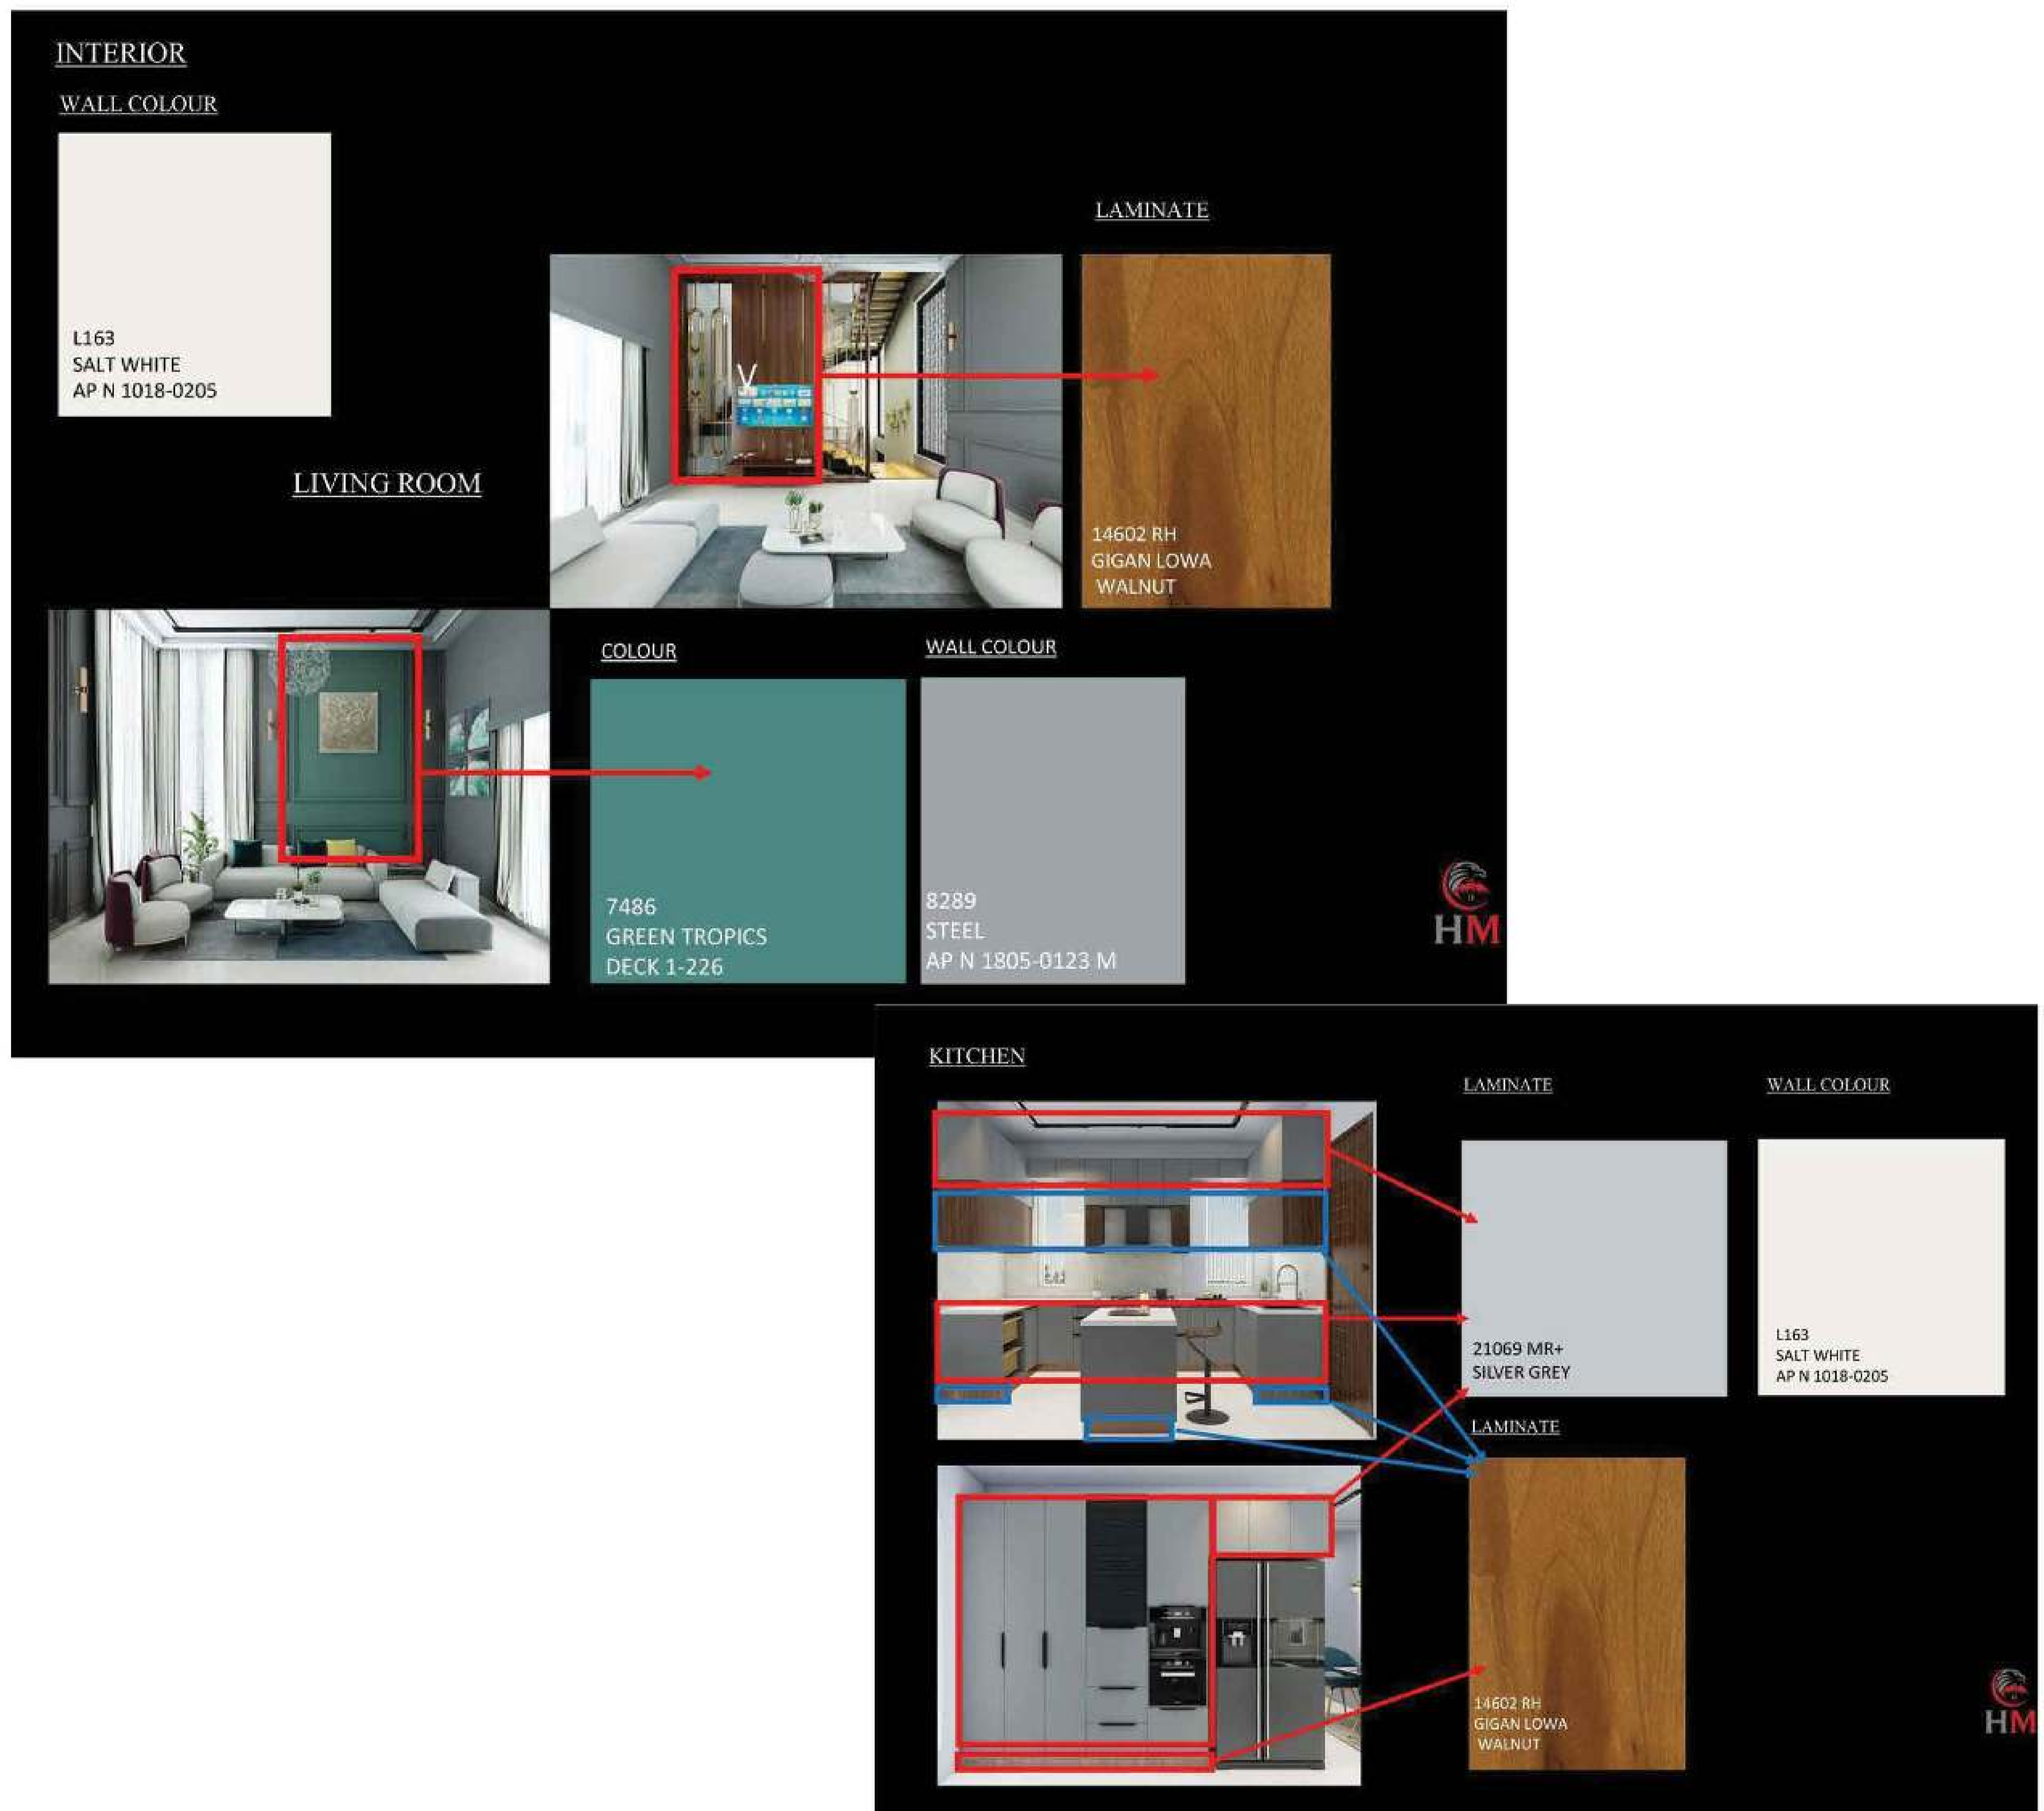 INTERIOR
WALL COLOUR
L163
SALT WHITE
AP N 1018-0205
LAMINATE
14602 RH
GIGAN LOWA
WALNUT
LIVING ROOM
COLOUR
7486
GREEN TROPICS
DECK 1-226
WALL COLOUR
8289
STEEL
AP N 1805-0123 M
HM
KITCHEN
LAMINATE
21069 MR+
SILVER GREY
WALL COLOUR
L163
SALT WHITE
AP N 1018-0205
LAMINATE
14602 RH
GIGAN LOWA
WALNUT
HM